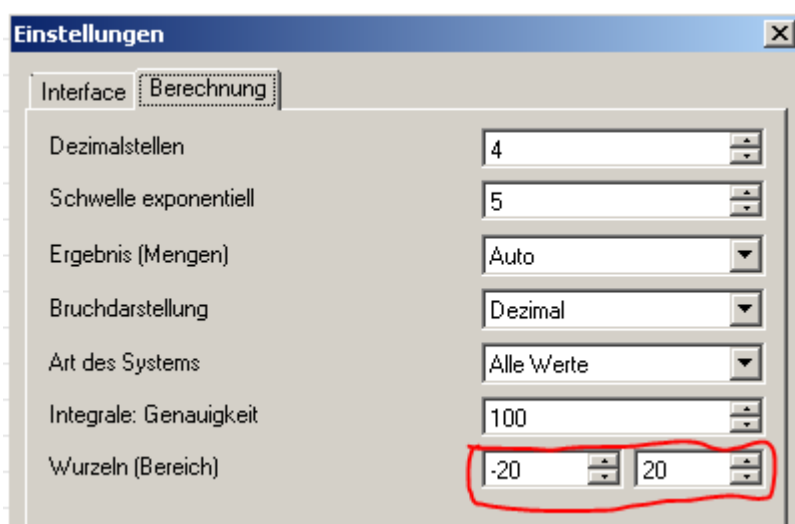 Einstellungen
Interface Berechnung
Dezimalstellen 4
Schwelle exponentiell 5
Ergebnis (Mengen) Auto
Bruchdarstellung Dezimal
Art des Systems Alle Werte
Integrale: Genauigkeit 100
Wurzeln (Bereich) -20 20